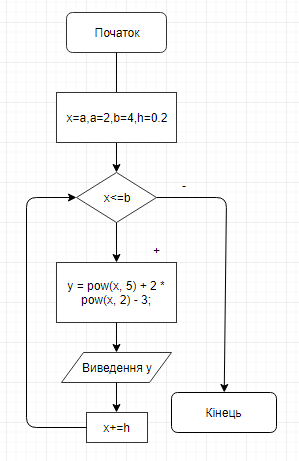 Початок
x=a,a=2,b=4,h=0.2
x<=b
-
+
y = pow(x, 5) + 2 *
pow(x, 2) - 3;
Виведення y
x+=h
Кінець